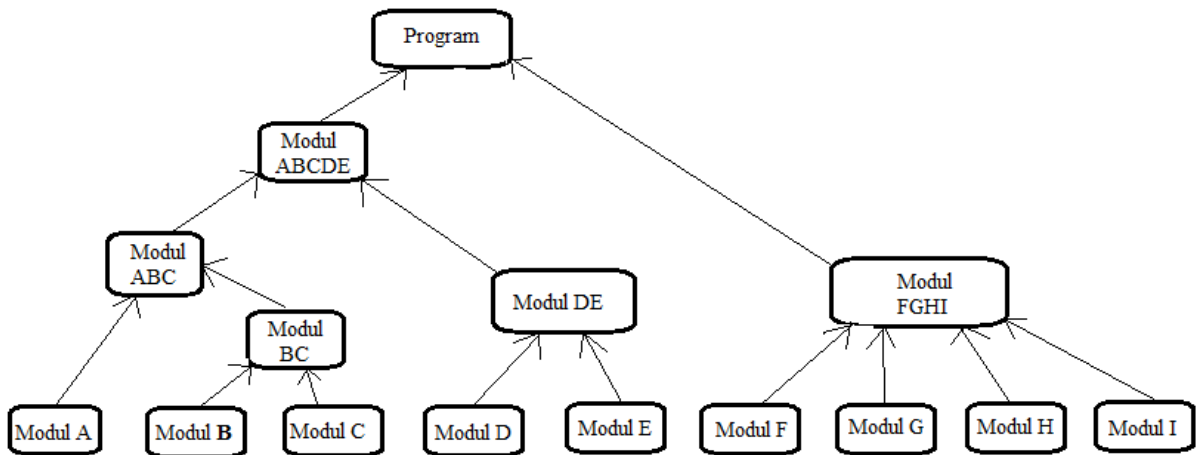 Program
Modul
ABCDE
Modul
ABC
Modul DE
Modul
FGHI
Modul
BC
Modul A
Modul B
Modul C
Modul D
Modul E
Modul F
Modul G
Modul H
Modul I